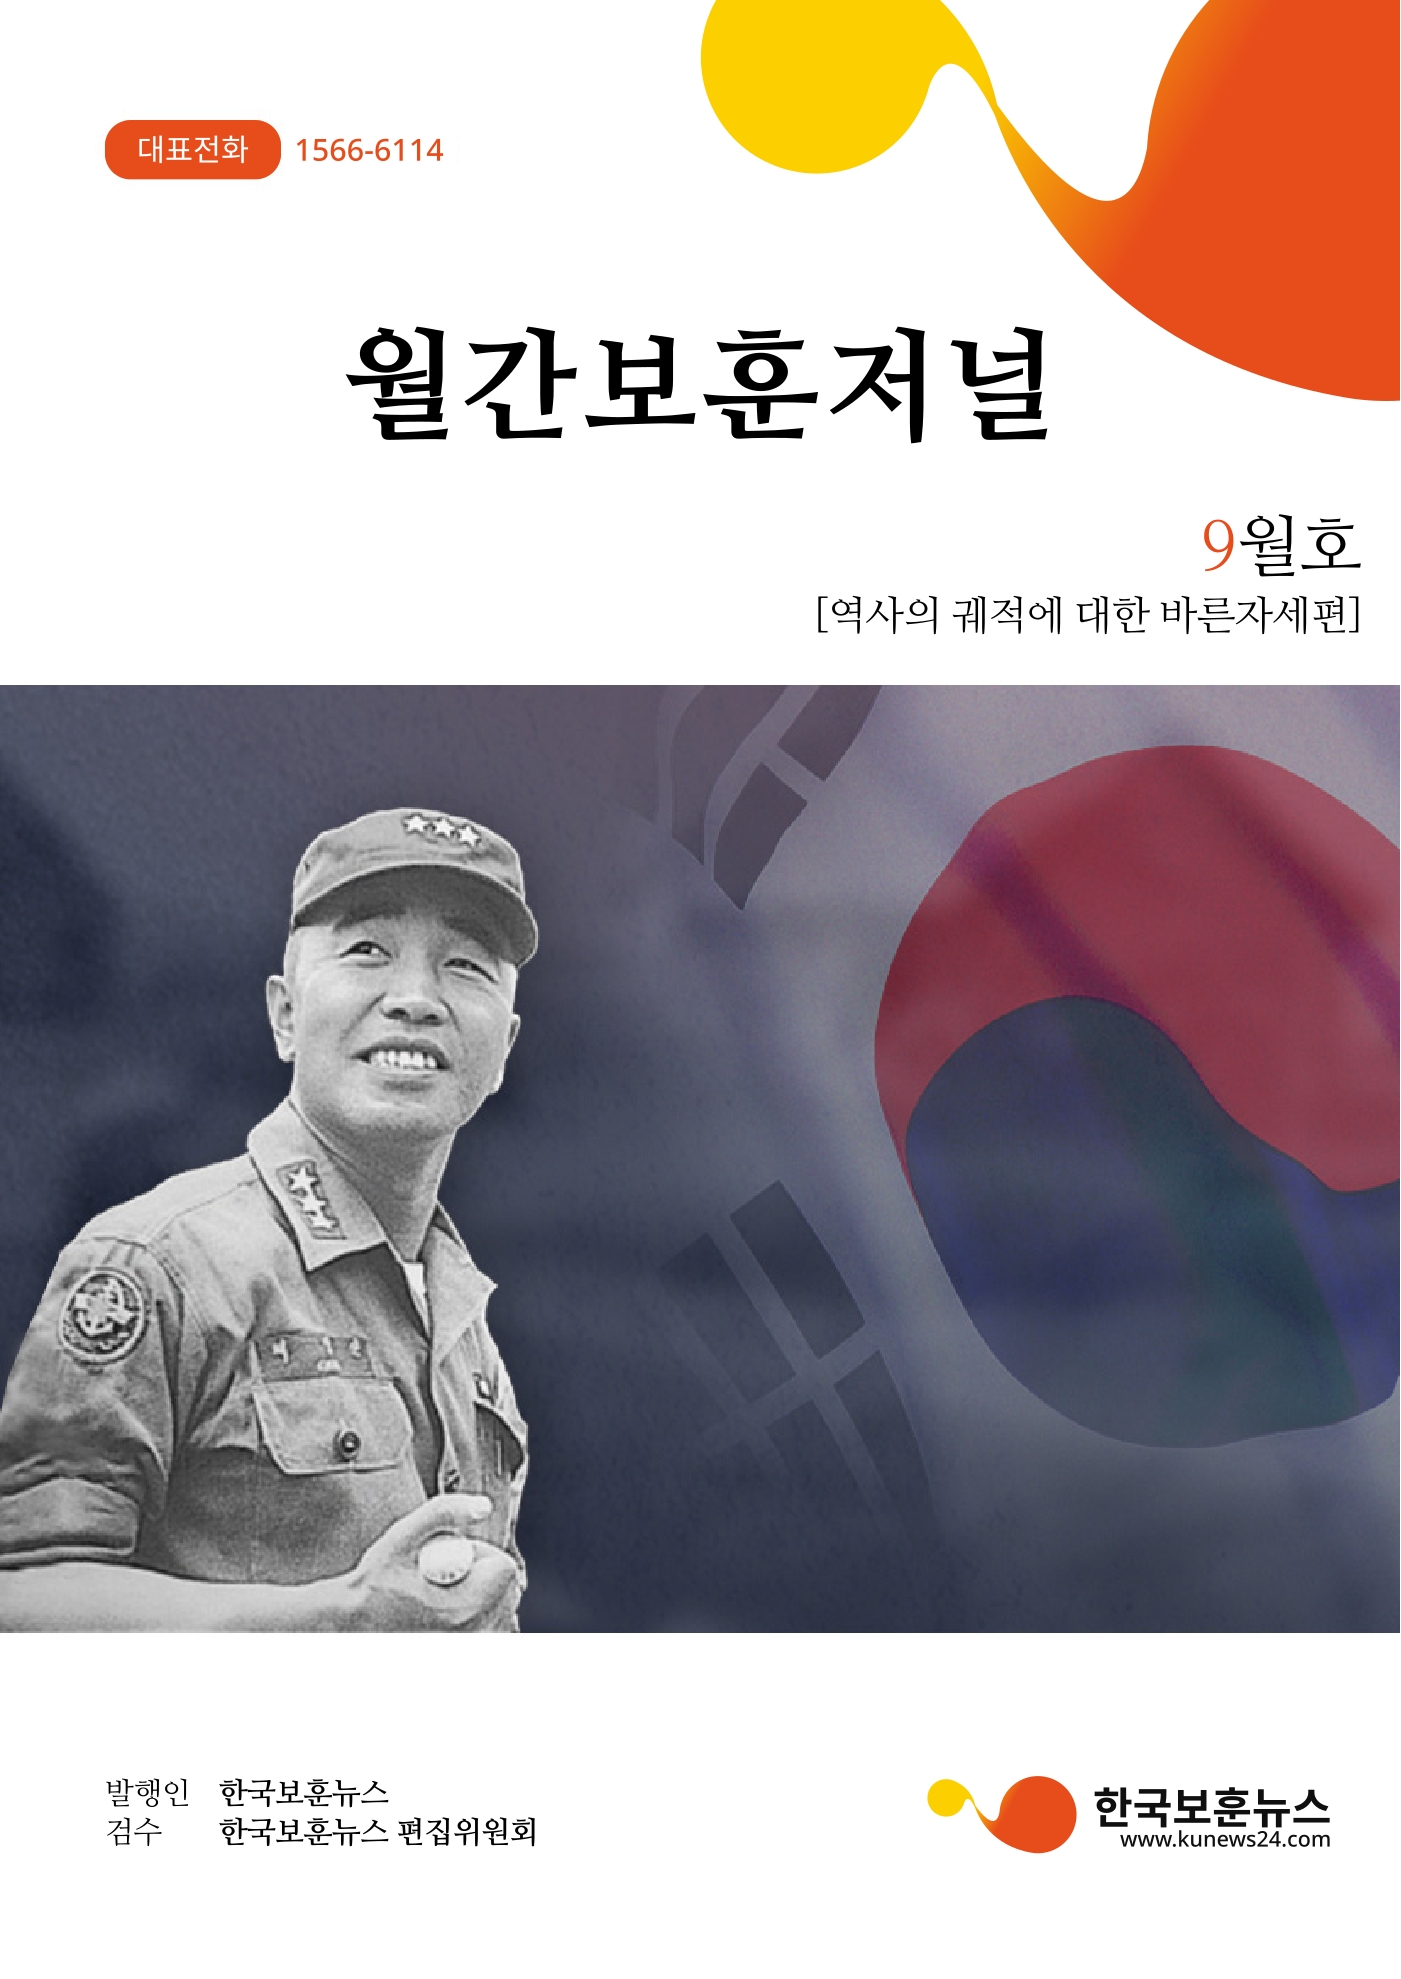 대표전화 1566-6114
월간보훈저널
9월호
[역사의 궤적에 대한 바른자세편]
발행인 한국보훈뉴스
검수 한국보훈뉴스 편집위원회
한국보훈뉴스
www.kunews24.com